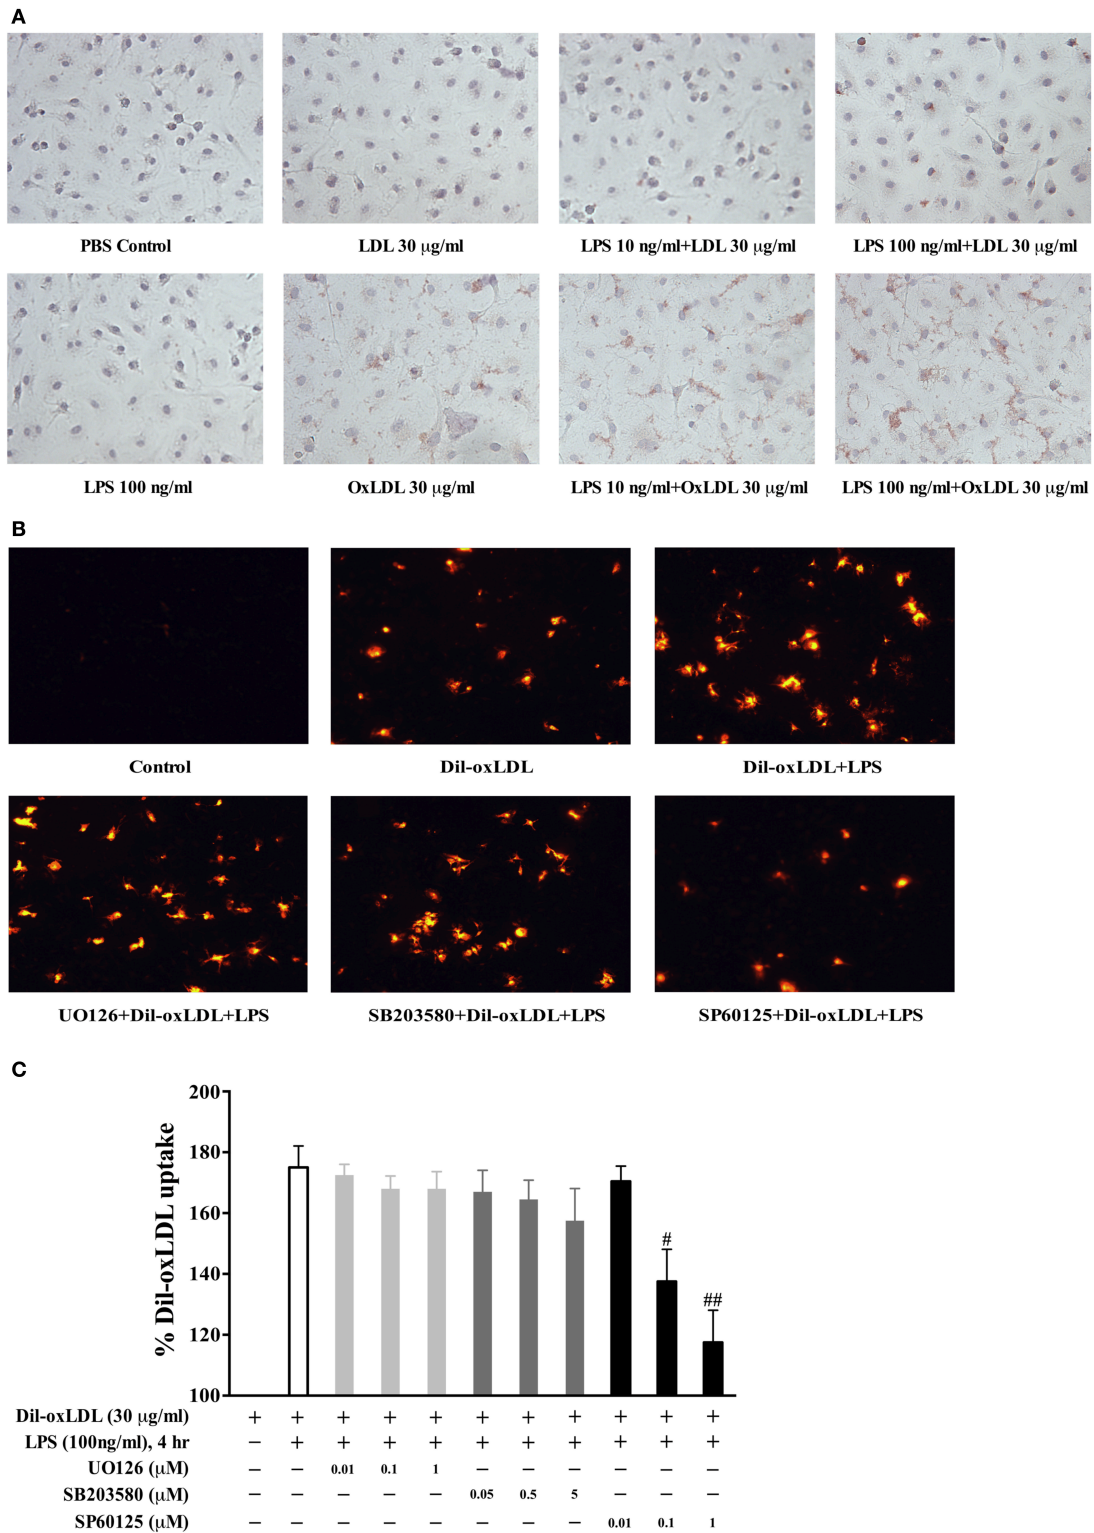 A
PBS Control
LDL 30 μg/ml
LPS 10 ng/ml+LDL 30 μg/ml
LPS 100 ng/ml+LDL 30 μg/ml
LPS 100 ng/ml
OxLDL 30 μg/ml
LPS 10 ng/ml+OxLDL 30 μg/ml
LPS 100 ng/ml+OxLDL 30 μg/ml
B
Control
Dil-oxLDL
Dil-oxLDL+LPS
UO126+Dil-oxLDL+LPS
SB203580+Dil-oxLDL+LPS
SP60125+Dil-oxLDL+LPS
C
% Dil-oxLDL uptake
200
180
160
140
120
100
#
##
Dil-oxLDL (30 μg/ml) + + + + + + + + + + +
LPS (100ng/ml), 4 hr − + + + + + + + + + +
UO126 (μM) − − 0.01 0.1 1 − − − − − −
SB203580 (μM) − − − − − 0.05 0.5 5 − − −
SP60125 (μM) − − − − − − − − 0.01 0.1 1